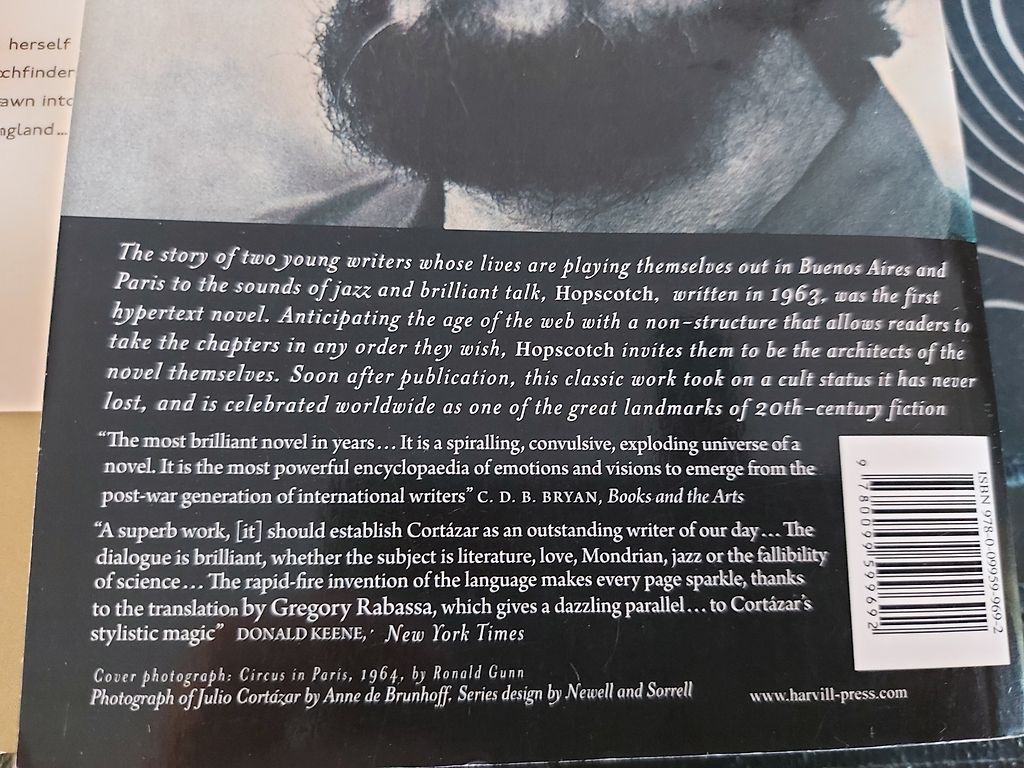 herself
chfinder
awn into
ngland...
The story of two young writers whose lives are playing themselves out in Buenos Aires and
Paris to the sounds of jazz and brilliant talk, Hopscotch, written in 1963, was the first
hypertext novel. Anticipating the age of the web with a non-structure that allows readers to
take the chapters in any order they wish, Hopscotch invites them to be the architects of the
novel themselves. Soon after publication, this classic work took on a cult status it has never
lost, and is celebrated worldwide as one of the great landmarks of 20th-century fiction
“The most brilliant novel in years... It is a spiralling, convulsive, exploding universe of a
novel. It is the most powerful encyclopaedia of emotions and visions to emerge from the
post-war generation of international writers” C. D. B. BRYAN, Books and the Arts
“A superb work, [it] should establish Cortázar as an outstanding writer of our day... The
dialogue is brilliant, whether the subject is literature, love, Mondrian, jazz or the fallibility
of science... The rapid-fire invention of the language makes every page sparkle, thanks
to the translation by Gregory Rabassa, which gives a dazzling parallel... to Cortázar's
stylistic magic” DONALD KEENE, New York Times
Cover photograph: Circus in París, 1964, by Ronald Gunn
Photograph of Julio Cortázar by Anne de Brunhoff. Series design by Newell and Sorrell
www.harvill-press.com
ISBN 978-0-09959-969-2
9 780099 599692